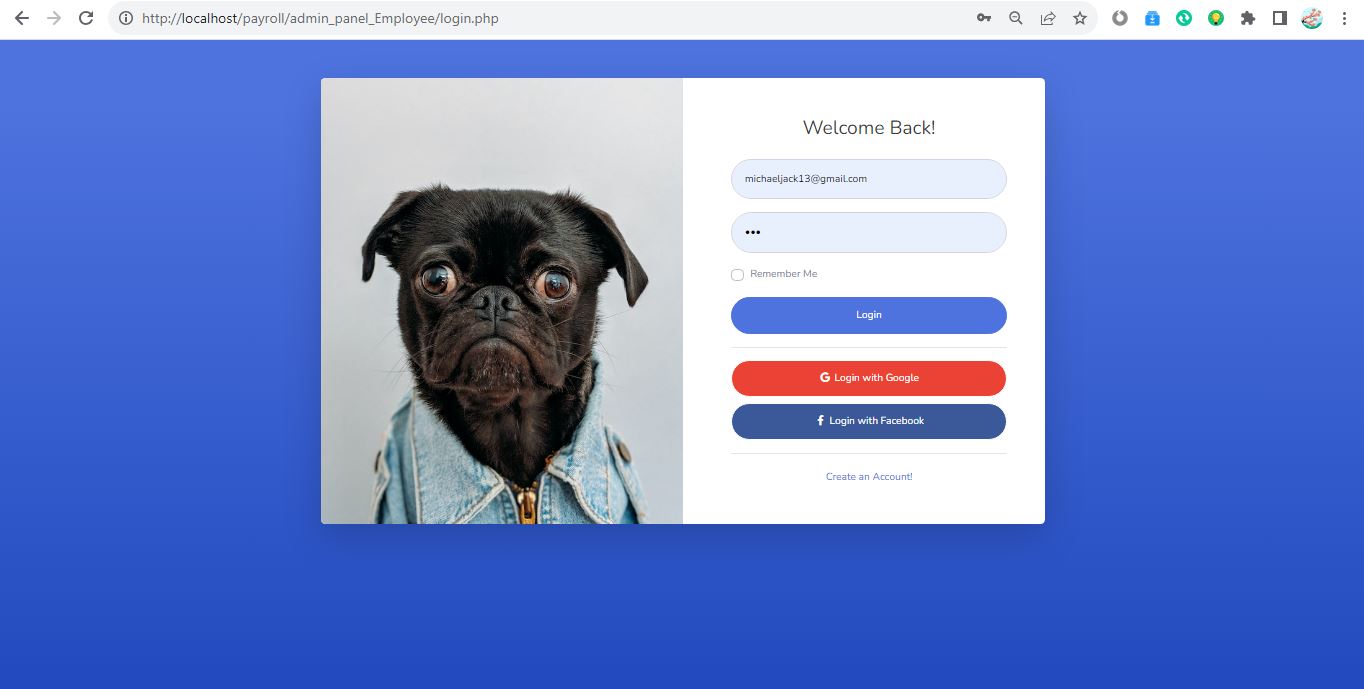 http://localhost/payroll/admin_panel_Employee/login.php
Welcome Back!
michaeljack13@gmail.com
•••
Remember Me
Login
G Login with Google
f Login with Facebook
Create an Account!